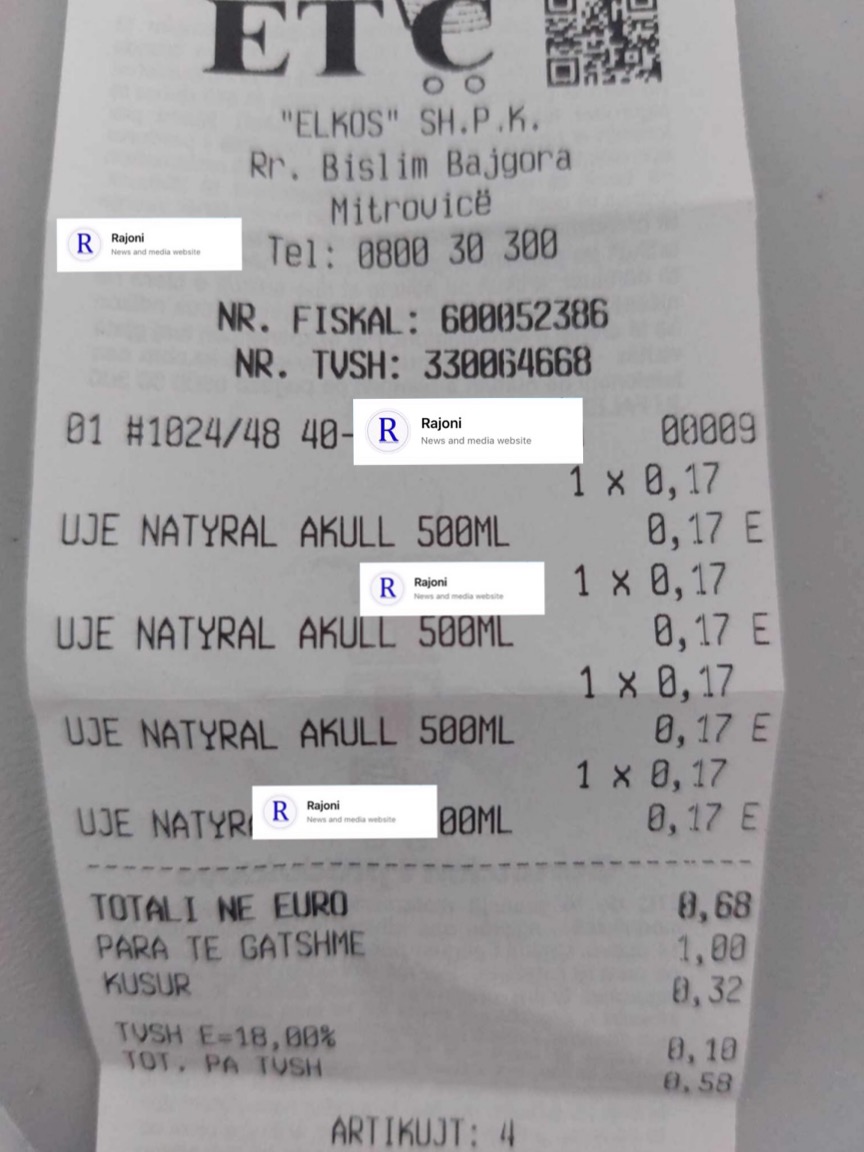 ETC
"ELKOS" SH.P.K.
Rr. Bislim Bajgora
Mitrovicë
Rajoni
News and media website
Tel: 0800 30 300
NR. FISKAL: 600052386
NR. TVSH: 330064668
01 #1024/48 40-
Rajoni
News and media website
00009
1 x 0,17
UJE NATYRAL AKULL 500ML 0,17 E
Rajoni
News and media website
1 x 0,17
UJE NATYRAL AKULL 500ML 0,17 E
1 x 0,17
UJE NATYRAL AKULL 500ML 0,17 E
1 x 0,17
Rajoni
News and media website
UJE NATYR 00ML 0,17 E
TOTALI NE EURO 0,68
PARA TE GATSHME 1,00
KUSUR 0,32
TVSH E=18,00% 0,10
TOT. PA TVSH 0.58
ARTIKUJT: 4